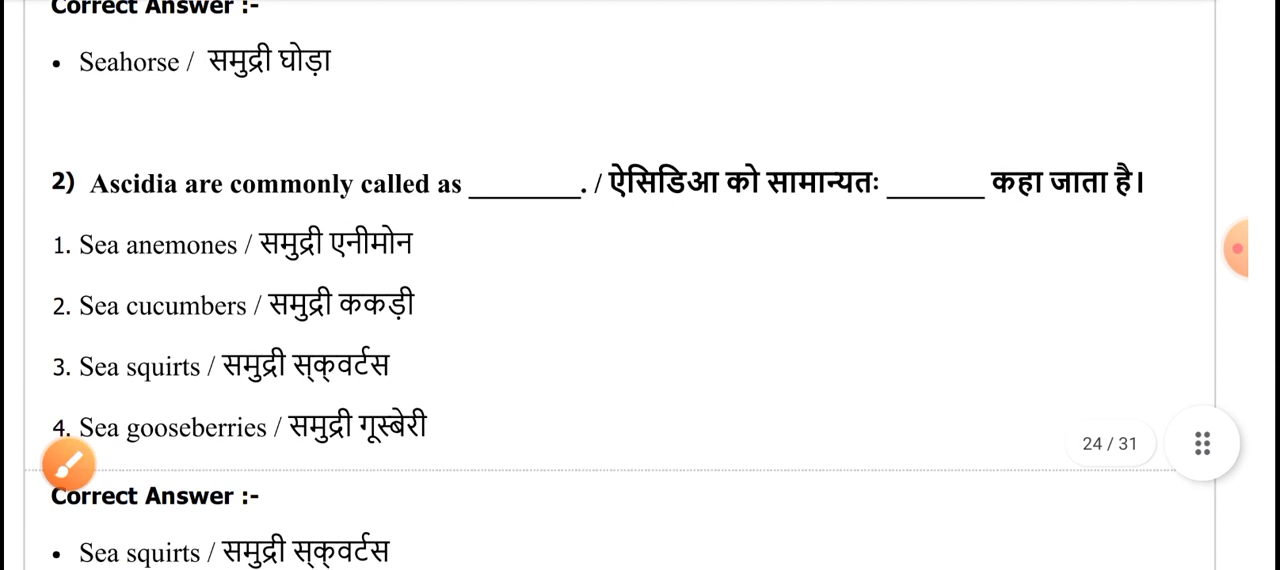 Correct Answer :-
• Seahorse / समुद्री घोड़ा
2) Ascidia are commonly called as ________. / ऐसिडिआ को सामान्यतः _______ कहा जाता है।
1. Sea anemones / समुद्री एनीमोन
2. Sea cucumbers / समुद्री ककड़ी
3. Sea squirts / समुद्री स्क्वर्टस
4. Sea gooseberries / समुद्री गूस्बेरी
24 / 31
Correct Answer :-
• Sea squirts / समुद्री स्क्वर्टस